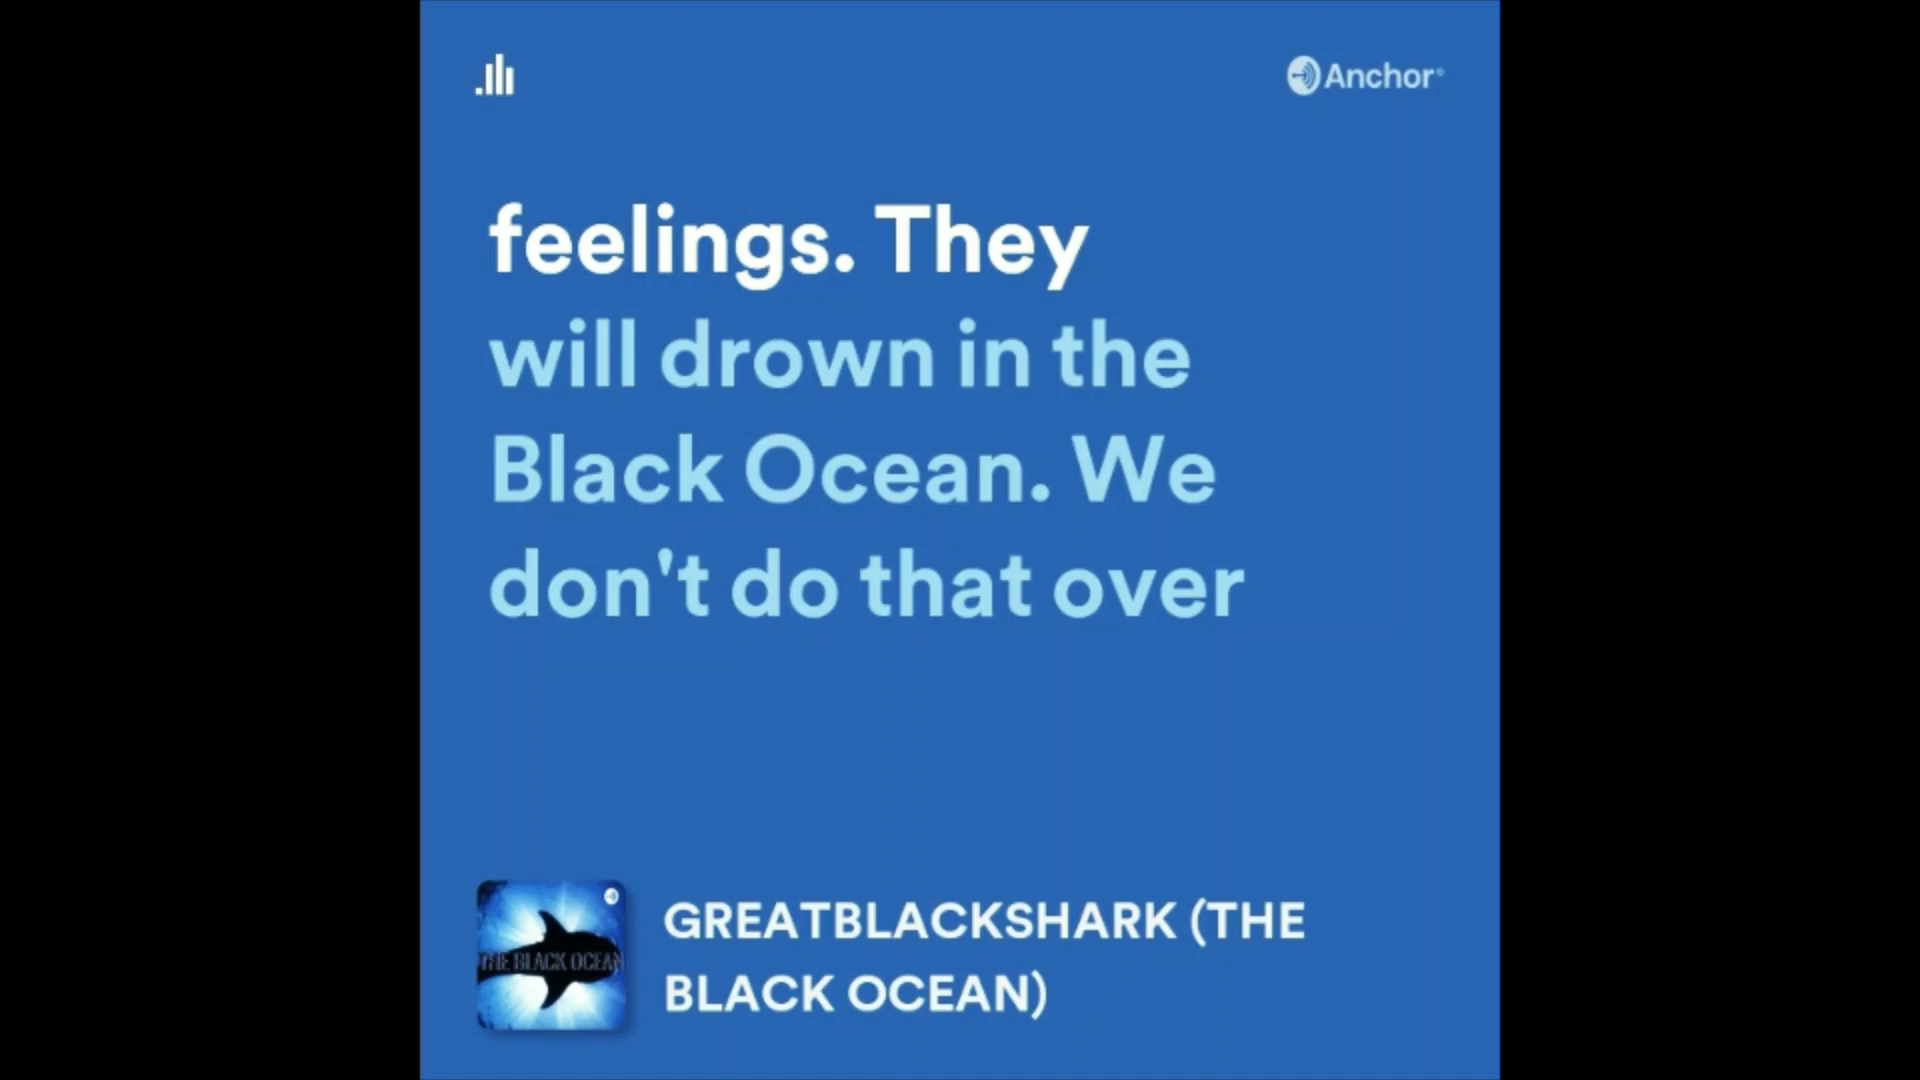 Anchor
feelings. They
will drown in the
Black Ocean. We
don't do that over
THE BLACK OCEAN
GREATBLACKSHARK (THE
BLACK OCEAN)